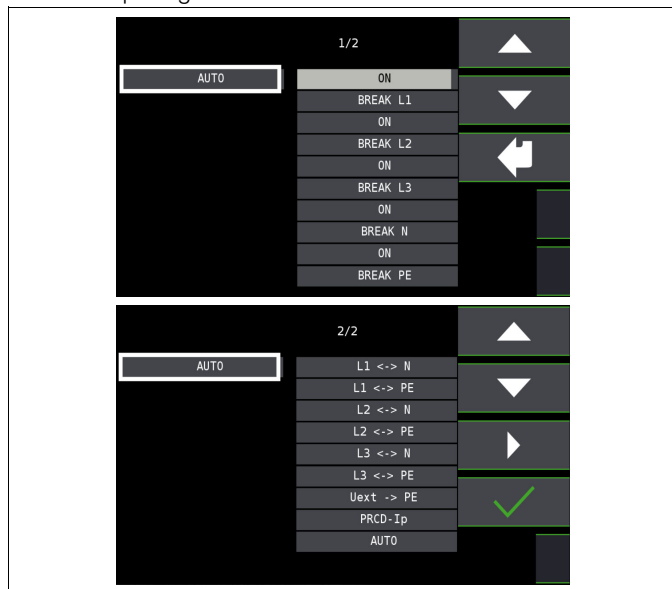 1/2
AUTO
ON
BREAK L1
ON
BREAK L2
ON
BREAK L3
ON
BREAK N
ON
BREAK PE
2/2
AUTO
L1 <-> N
L1 <-> PE
L2 <-> N
L2 <-> PE
L3 <-> N
L3 <-> PE
Uext -> PE
PRCD-Ip
AUTO